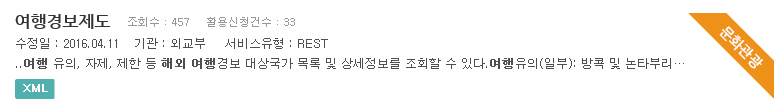 여행경보제도 조회수 : 457 활용신청건수 : 33
수정일 : 2016.04.11 기관 : 외교부 서비스유형 : REST
..여행 유의, 자제, 제한 등 해외 여행경보 대상국가 목록 및 상세정보를 조회할 수 있다.여행유의(일부): 방콕 및 논타부리…
XML
문화관광